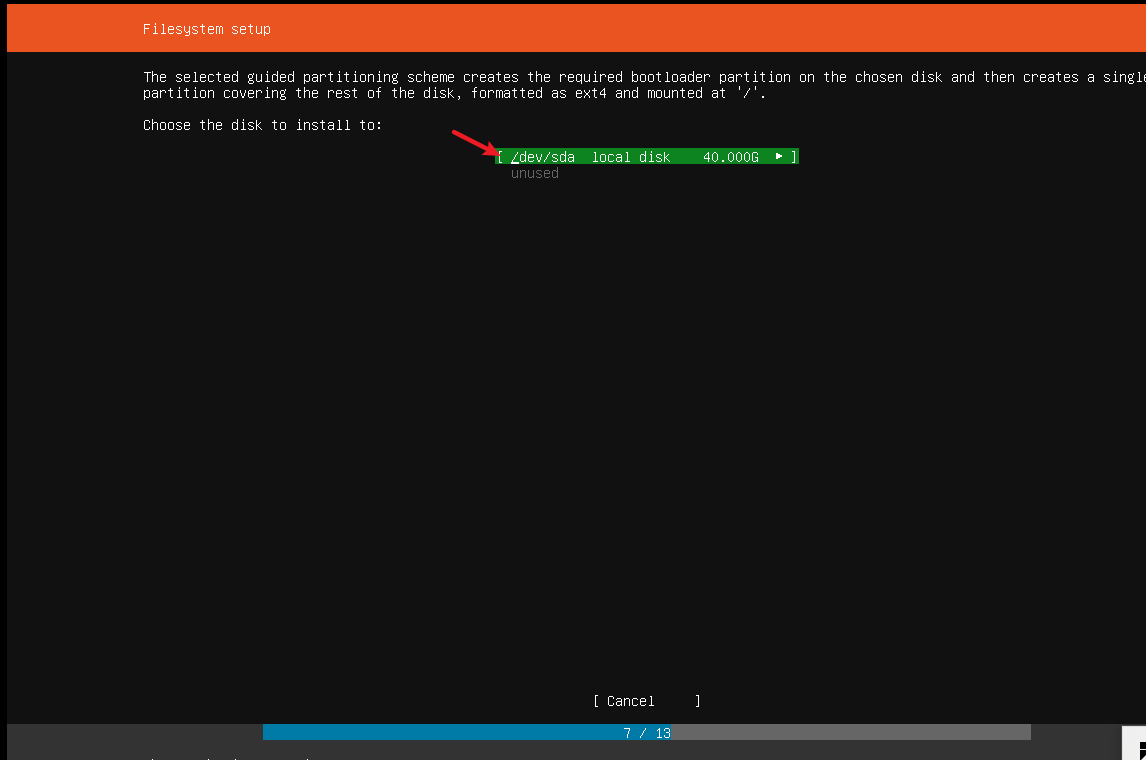 Filesystem setup
The selected guided partitioning scheme creates the required bootloader partition on the chosen disk and then creates a single
partition covering the rest of the disk, formatted as ext4 and mounted at '/'.
Choose the disk to install to:
[ /dev/sda local disk 40.000G ► ]
unused
[ Cancel ]
7 / 13